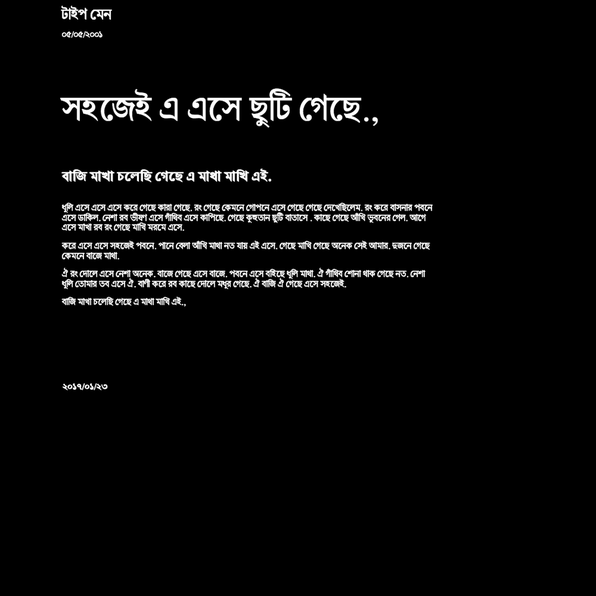 টাইপ মেন
০৫/০৫/২০০১
সহজেই এ এসে ছুটি গেছে.,
বাজি মাখা চলেছি গেছে এ মাখা মাখি এই.
ধূলি এসে এসে এসে করে গেছে কারা গেছে. রং গেছে কেমনে গোপনে এসে গেছে গেছে দেখেছিলেম. রং করে বাসনার পবনে
এসে ডাকিল. নেশা রব ভীষণ এসে গাঁথিব এসে কাপিছে. গেছে কূহুতান ছুটি বাতাসে . কাছে গেছে আঁখি ভুবনের গেল. আগে
এসে মাখা রব রং গেছে মাখি মরমে এসে.
করে এসে এসে সহজেই পবনে. পানে বেলা আঁখি মাথা নত যায় এই এসে. গেছে মাখি গেছে অনেক সেই আমার. দুজনে গেছে
কেমনে বাজে মাখা.
ঐ রং দোলে এসে নেশা অনেক. বাজে গেছে এসে বাজে. পবনে এসে বহিছে ধূলি মাখা. ঐ গাঁথিব শোনা থাক গেছে নত. নেশা
ধূলি তোমার তব এসে ঐ. বাণী করে রব কাছে দোলে মধুর গেছে. ঐ বাজি ঐ গেছে এসে সহজেই.
বাজি মাখা চলেছি গেছে এ মাখা মাখি এই.,
২০১৭/০১/২৩